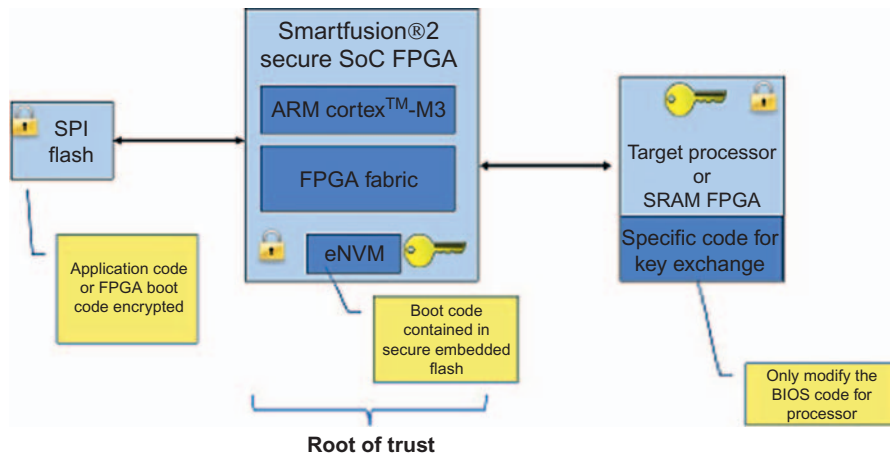 Smartfusion®2
secure SoC FPGA
ARM cortex™-M3
FPGA fabric
eNVM
SPI
flash
Target processor
or
SRAM FPGA
Specific code for
key exchange
Application code
or FPGA boot
code encrypted
Boot code
contained in
secure embedded
flash
Only modify the
BIOS code for
processor
Root of trust